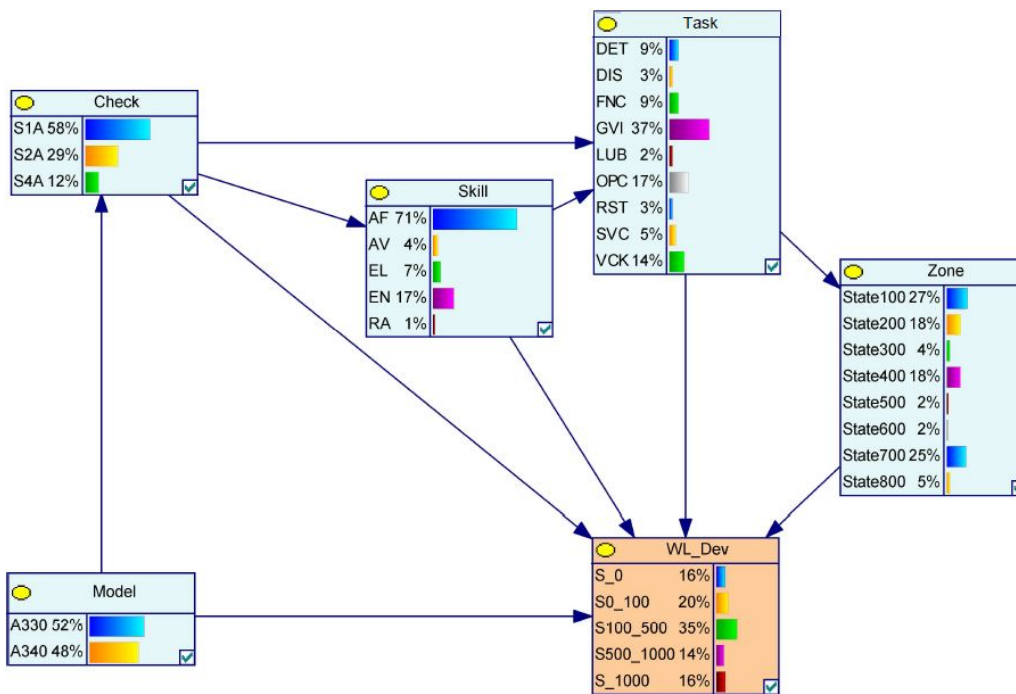 Task
DET 9%
DIS 3%
FNC 9%
GVI 37%
LUB 2%
OPC 17%
RST 3%
SVC 5%
VCK 14%
Check
S1A 58%
S2A 29%
S4A 12%
Skill
AF 71%
AV 4%
EL 7%
EN 17%
RA 1%
Zone
State100 27%
State200 18%
State300 4%
State400 18%
State500 2%
State600 2%
State700 25%
State800 5%
Model
A330 52%
A340 48%
WL_Dev
S_0 16%
S0_100 20%
S100_500 35%
S500_1000 14%
S_1000 16%